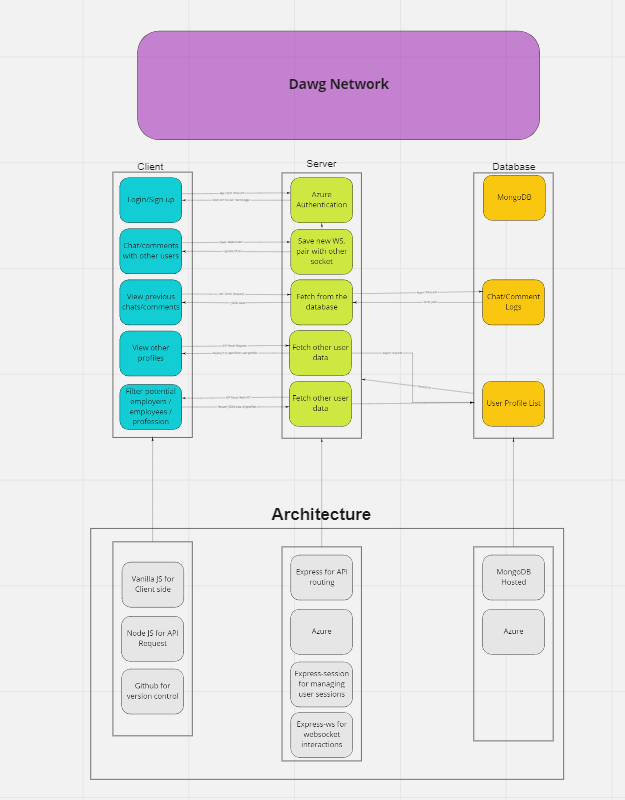 Dawg Network
Client
Server
Database
Login/Sign up
Azure
Authentication
MongoDB
Chat/comments
with other users
Save new WS,
pair with other
socket
View previous
chats/comments
Fetch from the
database
Chat/Comment
Logs
View other
profiles
Fetch other user
data
Filter potential
employers /
employees /
profession
Fetch other user
data
User Profile List
Architecture
Vanilla JS for
Client side
Express for API
routing
MongoDB
Hosted
Node JS for API
Request
Azure
Azure
Github for
version control
Express-session
for managing
user sessions
Express-ws for
websocket
interactions